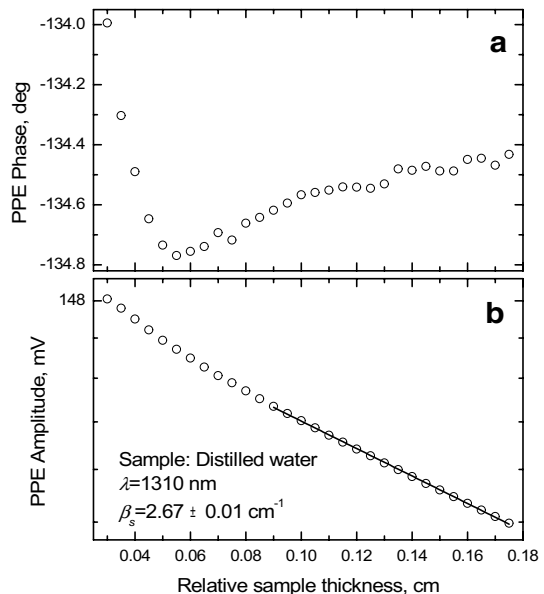 -134.0
a
-134.2
-134.4
-134.6
-134.8
PPE Phase, deg
148
b
PPE Amplitude, mV
Sample: Distilled water
λ=1310 nm
βs=2.67 ± 0.01 cm-1
0.04 0.06 0.08 0.10 0.12 0.14 0.16 0.18
Relative sample thickness, cm